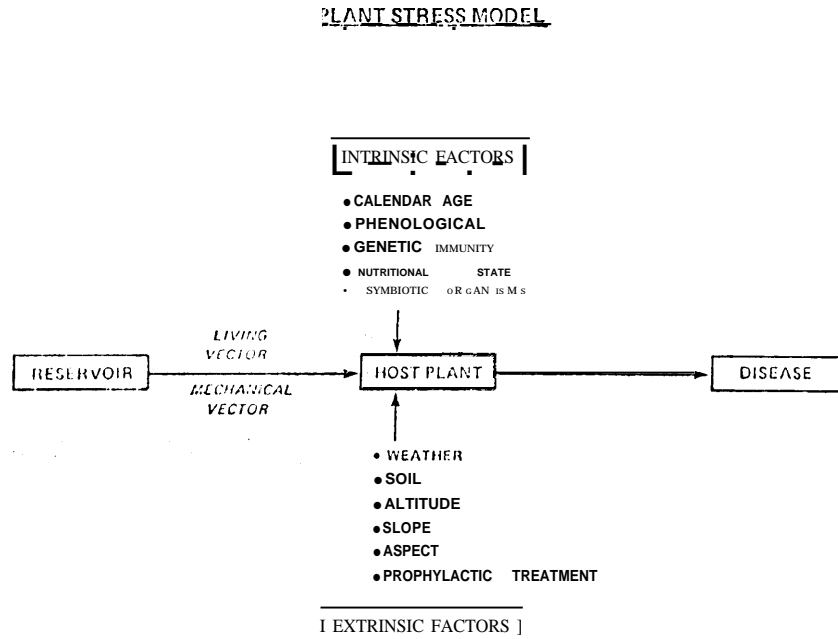 PLANT STRESS MODEL
INTRINSIC EACTORS
● CALENDAR AGE
● PHENOLOGICAL
● GENETIC IMMUNITY
● NUTRITIONAL STATE
• SYMBIOTIC ORGANISMS
LIVING
VECTOR
RESERVOIR
HOST PLANT
DISEASE
MECHANICAL
VECTOR
• WEATHER
● SOIL
● ALTITUDE
● SLOPE
● ASPECT
● PROPHYLACTIC TREATMENT
I EXTRINSIC FACTORS ]